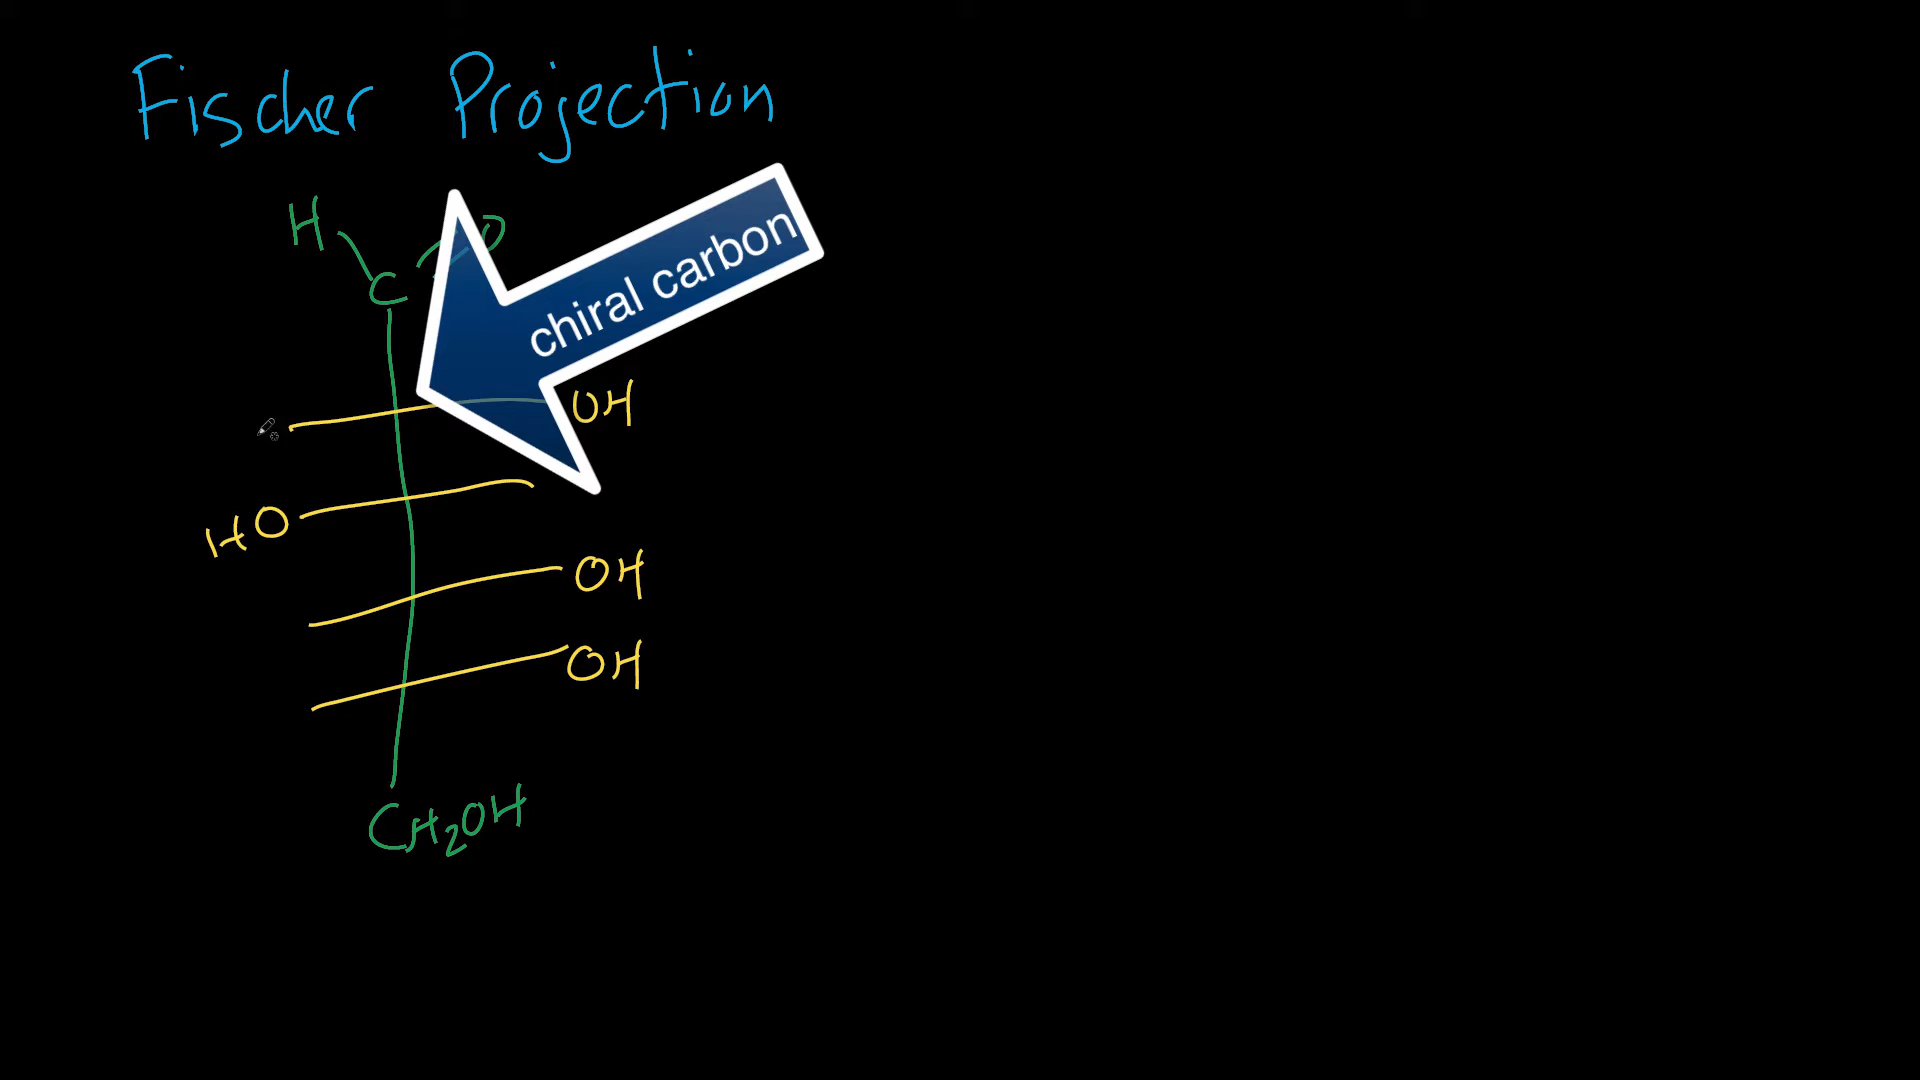 Fischer Projection
H
O
C
chiral carbon
OH
HO
OH
OH
CH2OH